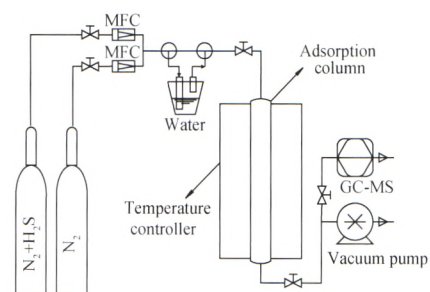 MFC
MFC
Adsorption
column
Water
GC-MS
Temperature
controller
Vacuum pump
N₂+H₂S
N₂